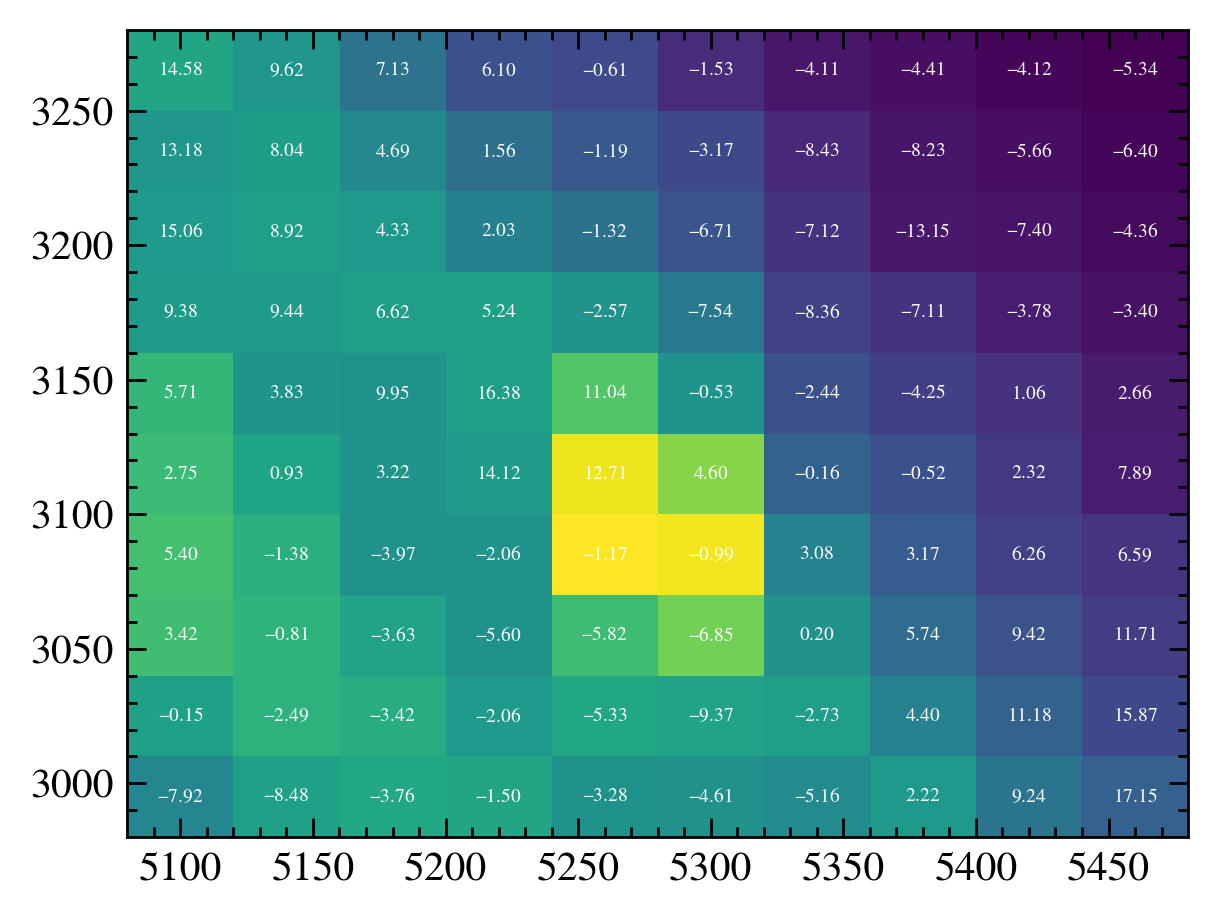 14.58 9.62 7.13 6.10 –0.61 –1.53 –4.11 –4.41 –4.12 –5.34
3250
13.18 8.04 4.69 1.56 –1.19 –3.17 –8.43 –8.23 –5.66 –6.40
15.06 8.92 4.33 2.03 –1.32 –6.71 –7.12 –13.15 –7.40 –4.36
3200
9.38 9.44 6.62 5.24 –2.57 –7.54 –8.36 –7.11 –3.78 –3.40
3150
5.71 3.83 9.95 16.38 11.04 –0.53 –2.44 –4.25 1.06 2.66
2.75 0.93 3.22 14.12 12.71 4.60 –0.16 –0.52 2.32 7.89
3100
5.40 –1.38 –3.97 –2.06 –1.17 –0.99 3.08 3.17 6.26 6.59
3.42 –0.81 –3.63 –5.60 –5.82 –6.85 0.20 5.74 9.42 11.71
3050
–0.15 –2.49 –3.42 –2.06 –5.33 –9.37 –2.73 4.40 11.18 15.87
3000
–7.92 –8.48 –3.76 –1.50 –3.28 –4.61 –5.16 2.22 9.24 17.15
5100 5150 5200 5250 5300 5350 5400 5450